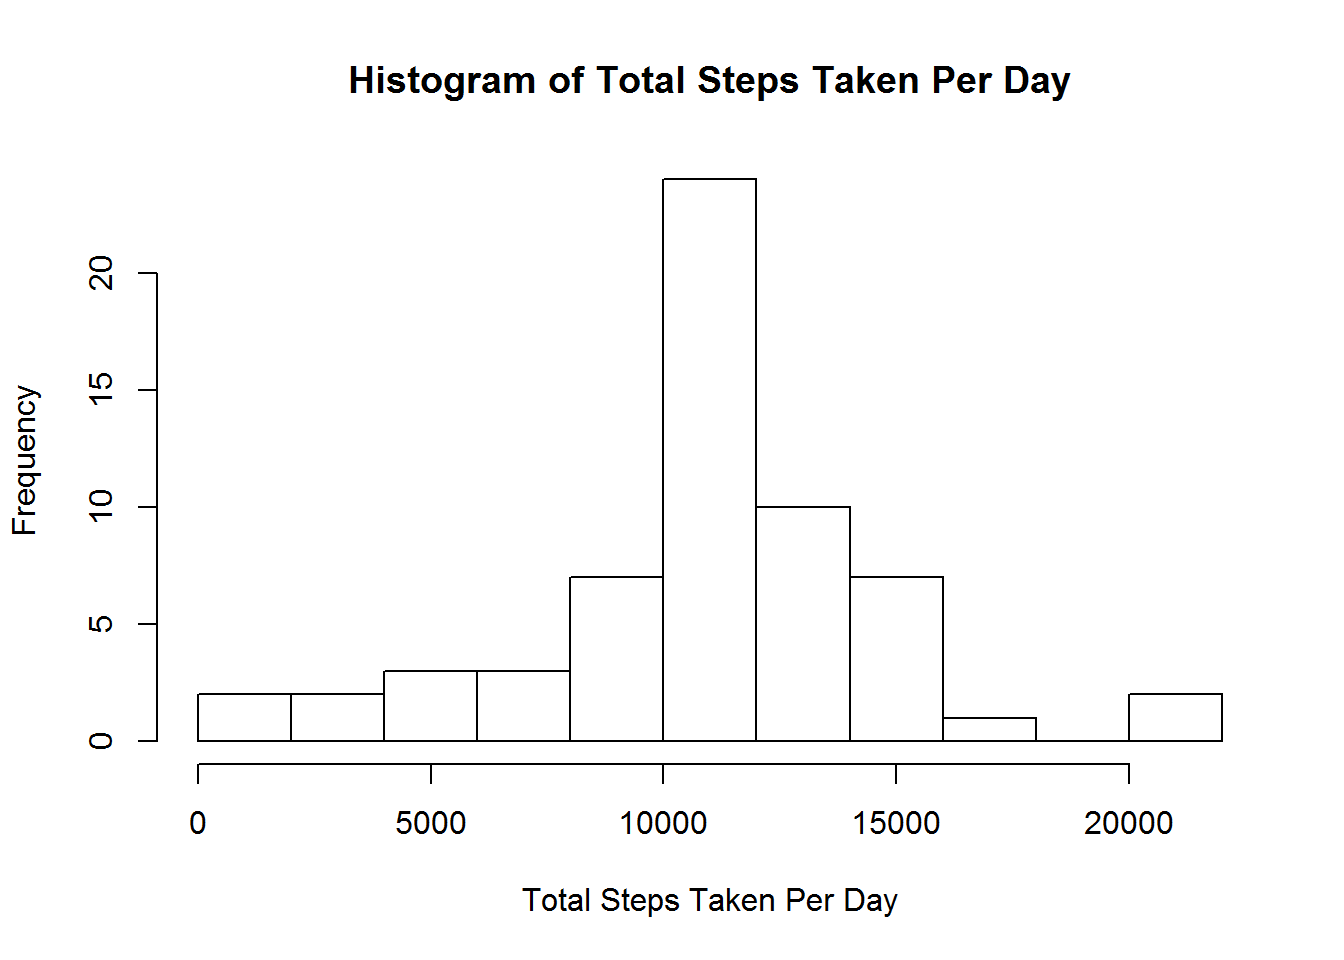 Histogram of Total Steps Taken Per Day
Frequency
20
15
10
5
0
0 5000 10000 15000 20000
Total Steps Taken Per Day